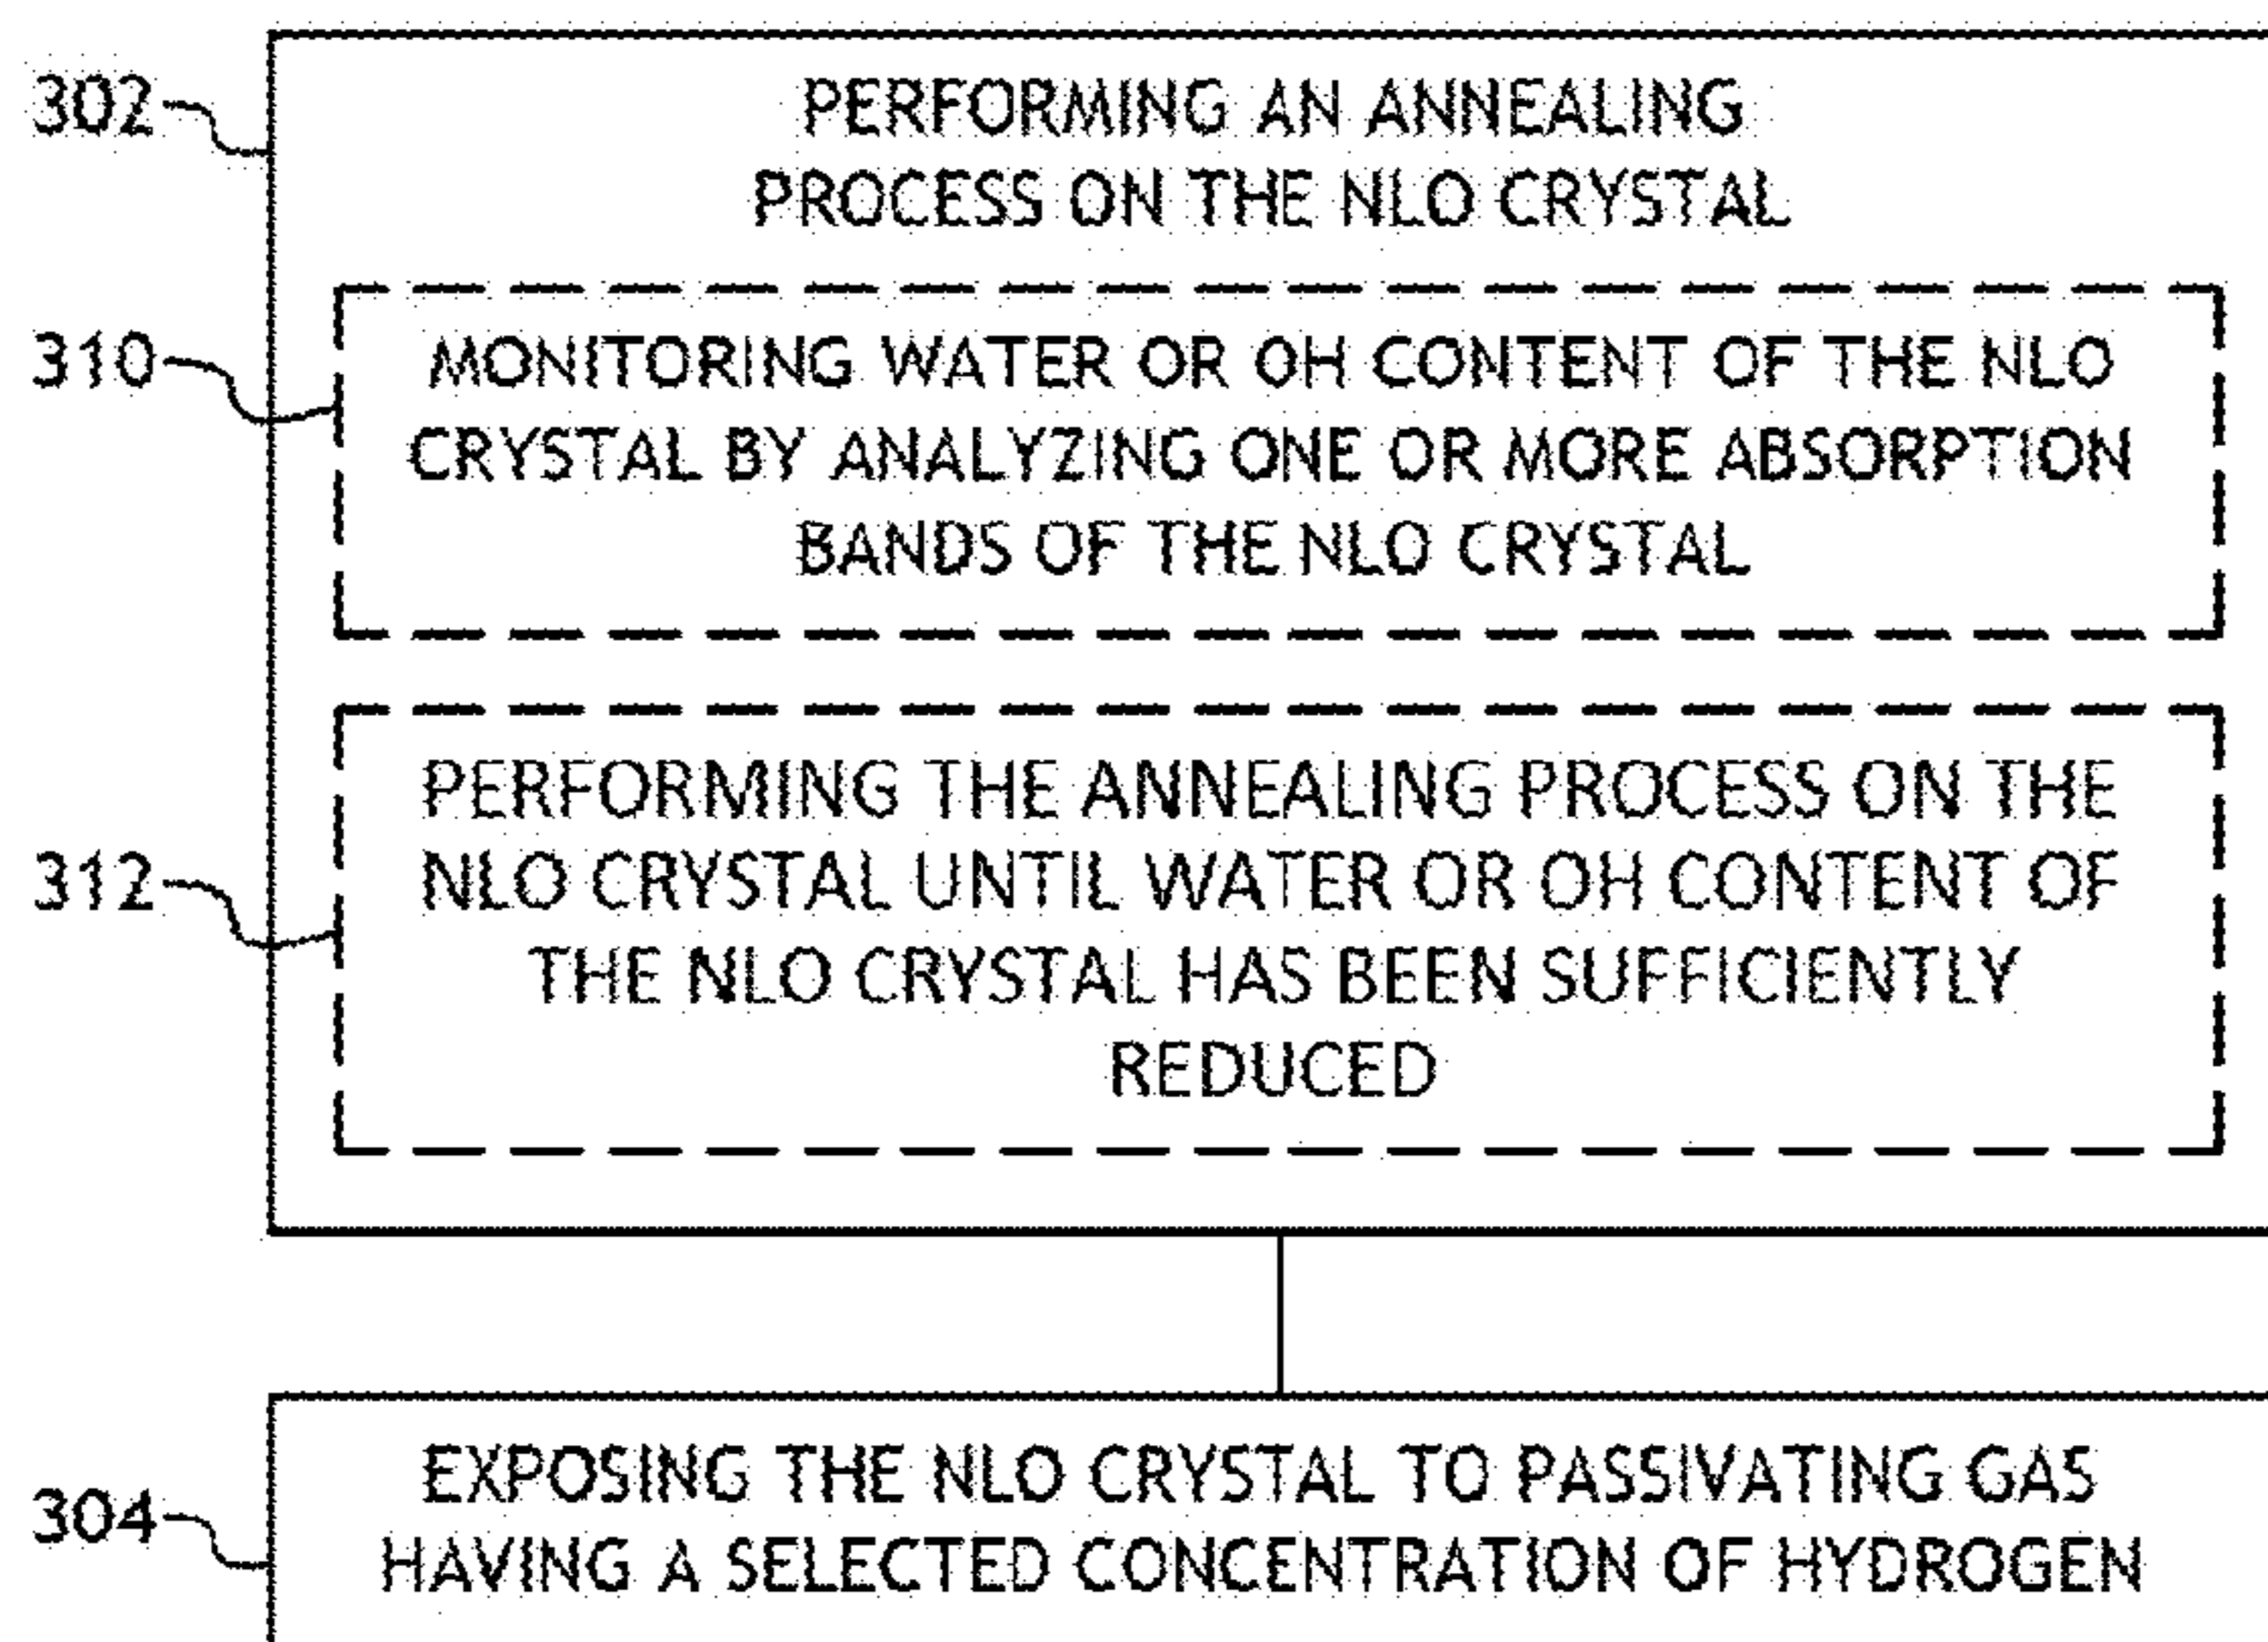 302
PERFORMING AN ANNEALING
PROCESS ON THE NLO CRYSTAL
310
MONITORING WATER OR OH CONTENT OF THE NLO
CRYSTAL BY ANALYZING ONE OR MORE ABSORPTION
BANDS OF THE NLO CRYSTAL
312
PERFORMING THE ANNEALING PROCESS ON THE
NLO CRYSTAL UNTIL WATER OR OH CONTENT OF
THE NLO CRYSTAL HAS BEEN SUFFICIENTLY
REDUCED
304
EXPOSING THE NLO CRYSTAL TO PASSIVATING GAS
HAVING A SELECTED CONCENTRATION OF HYDROGEN